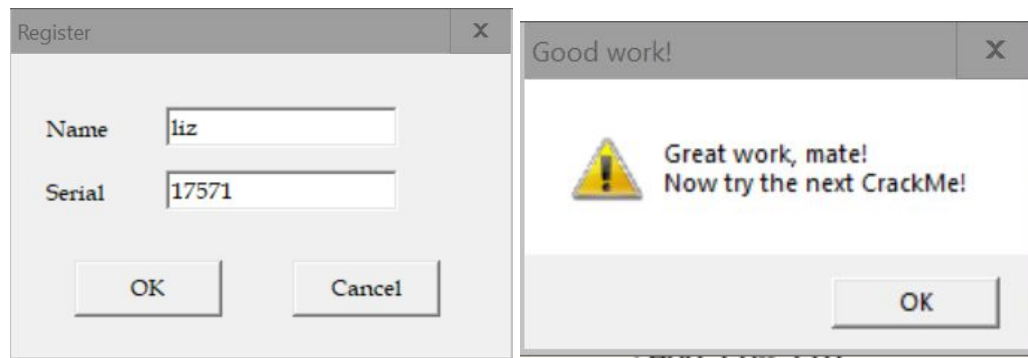 Register
Name
liz
Serial
17571
OK
Cancel
Good work!
Great work, mate!
Now try the next CrackMe!
OK